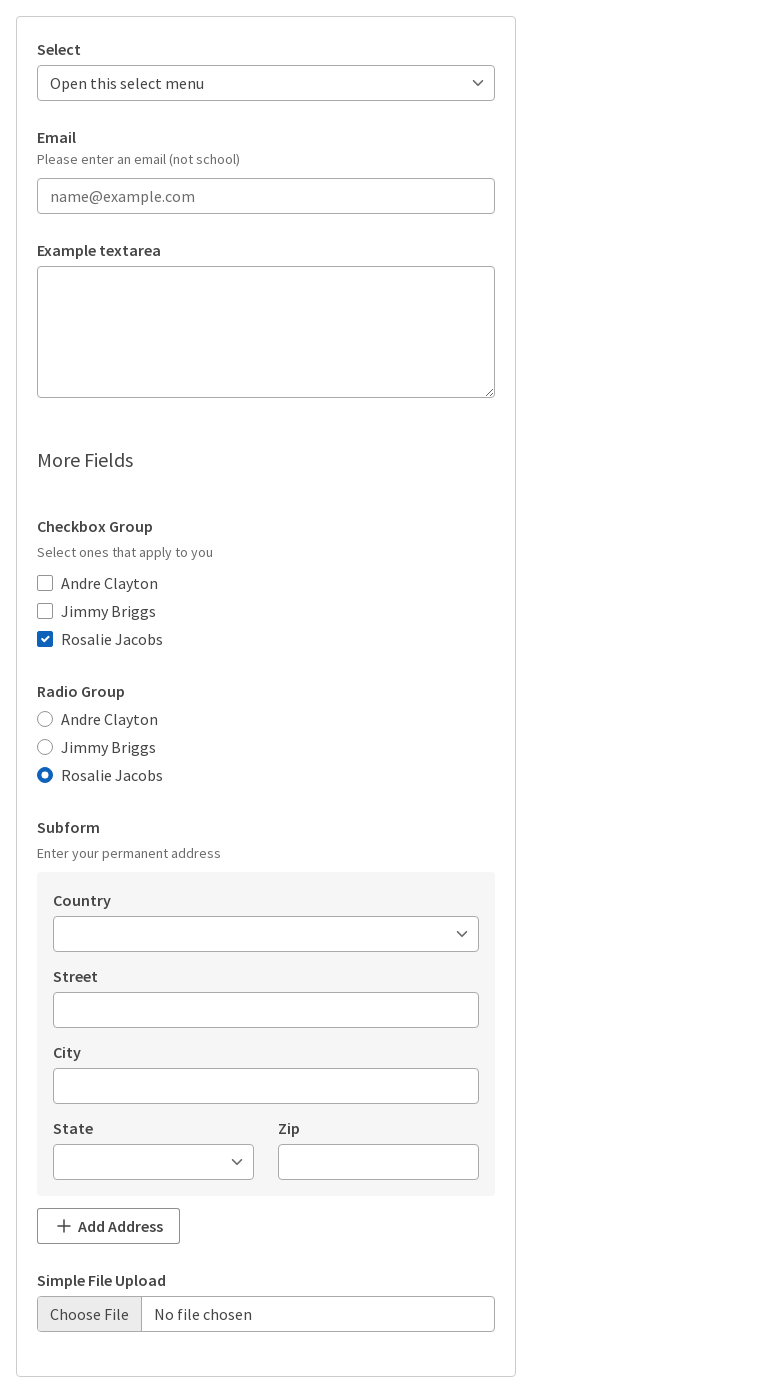 Select
Open this select menu
Email
Please enter an email (not school)
name@example.com
Example textarea
More Fields
Checkbox Group
Select ones that apply to you
Andre Clayton
Jimmy Briggs
Rosalie Jacobs
Radio Group
Andre Clayton
Jimmy Briggs
Rosalie Jacobs
Subform
Enter your permanent address
Country
Street
City
State Zip
Add Address
Simple File Upload
Choose File No file chosen